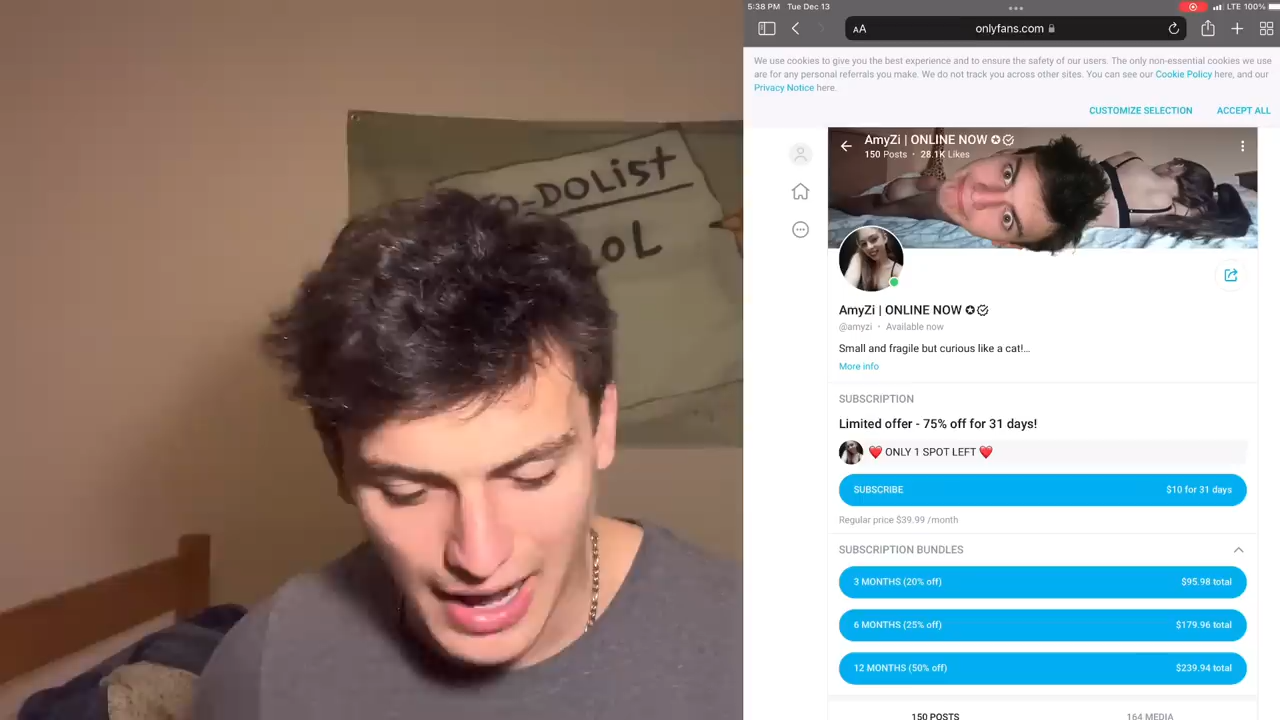 5:38 PM Tue Dec 13
LTE 100%
AA onlyfans.com
We use cookies to give you the best experience and to ensure the safety of our users. The only non-essential cookies we use
are for any personal referrals you make. We do not track you across other sites. You can see our Cookie Policy here, and our
Privacy Notice here.
CUSTOMIZE SELECTION ACCEPT ALL
AmyZi | ONLINE NOW
150 Posts • 28.1K Likes
AmyZi | ONLINE NOW
@amyzi • Available now
Small and fragile but curious like a cat!...
More info
SUBSCRIPTION
Limited offer - 75% off for 31 days!
❤️ ONLY 1 SPOT LEFT ❤️
SUBSCRIBE $10 for 31 days
Regular price $39.99 /month
SUBSCRIPTION BUNDLES
3 MONTHS (20% off) $95.98 total
6 MONTHS (25% off) $179.96 total
12 MONTHS (50% off) $239.94 total
150 POSTS 164 MEDIA
O-DOLiST
OL